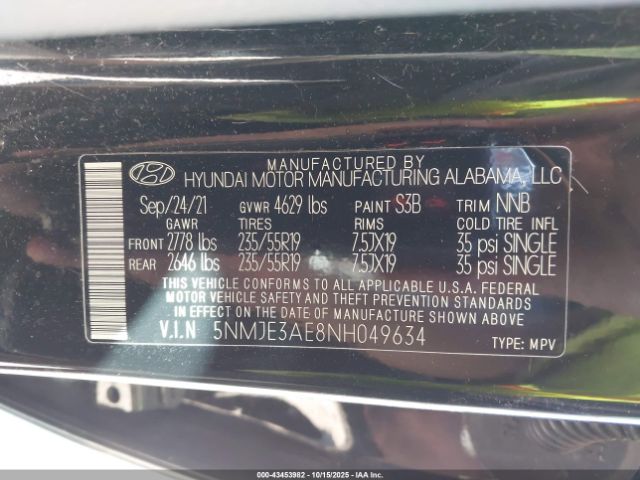 MANUFACTURED BY
HYUNDAI MOTOR MANUFACTURING ALABAMA, LLC
Sep/24/21 GVWR 4629 lbs PAINT S3B TRIM NNB
GAWR TIRES RIMS COLD TIRE INFL
FRONT 2778 lbs 235/55R19 7.5JX19 35 psi SINGLE
REAR 2646 lbs 235/55R19 7.5JX19 35 psi SINGLE
THIS VEHICLE CONFORMS TO ALL APPLICABLE U.S.A. FEDERAL
MOTOR VEHICLE SAFETY AND THEFT PREVENTION STANDARDS
IN EFFECT ON THE DATE OF MANUFACTURE SHOWN ABOVE
V.I.N 5NMJE3AE8NH049634
TYPE: MPV
000-43453982 - 10/15/2025 - COPYRIGHT © 2025 IAA, LLC